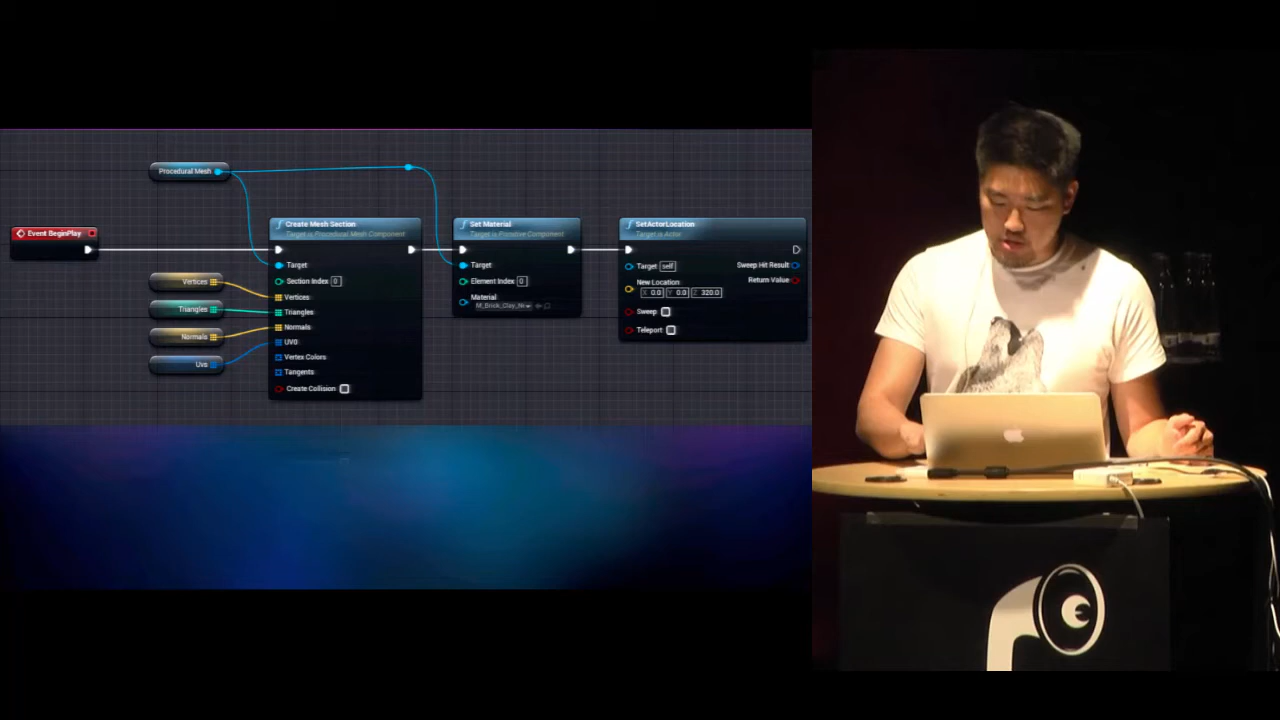 Procedural Mesh
Event BeginPlay
Create Mesh Section
Target is Procedural Mesh Component
Target
Section Index 0
Vertices
Triangles
Normals
UV0
Vertex Colors
Tangents
Create Collision
Vertices
Triangles
Normals
Uvs
Set Material
Target is Primitive Component
Target
Element Index 0
Material
M_Brick_Clay_
SetActorLocation
Target is Actor
Target self
New Location
X 0.0 Y 0.0 Z 320.0
Sweep
Teleport
Sweep Hit Result
Return Value